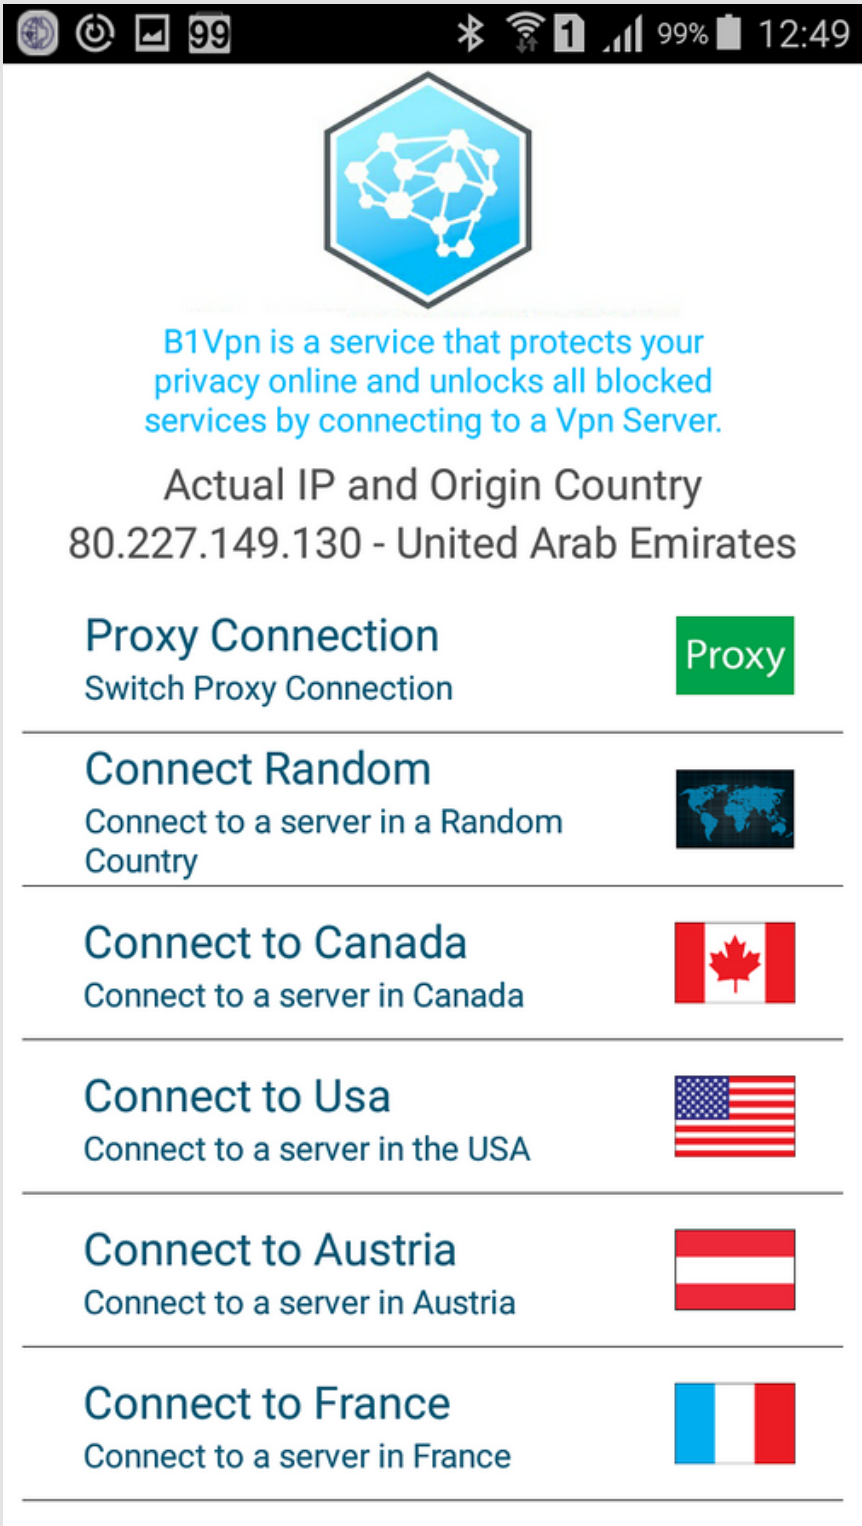 99 1 99% 12:49
B1Vpn is a service that protects your
privacy online and unlocks all blocked
services by connecting to a Vpn Server.
Actual IP and Origin Country
80.227.149.130 - United Arab Emirates
Proxy Connection
Switch Proxy Connection
Proxy
Connect Random
Connect to a server in a Random
Country
Connect to Canada
Connect to a server in Canada
Connect to Usa
Connect to a server in the USA
Connect to Austria
Connect to a server in Austria
Connect to France
Connect to a server in France